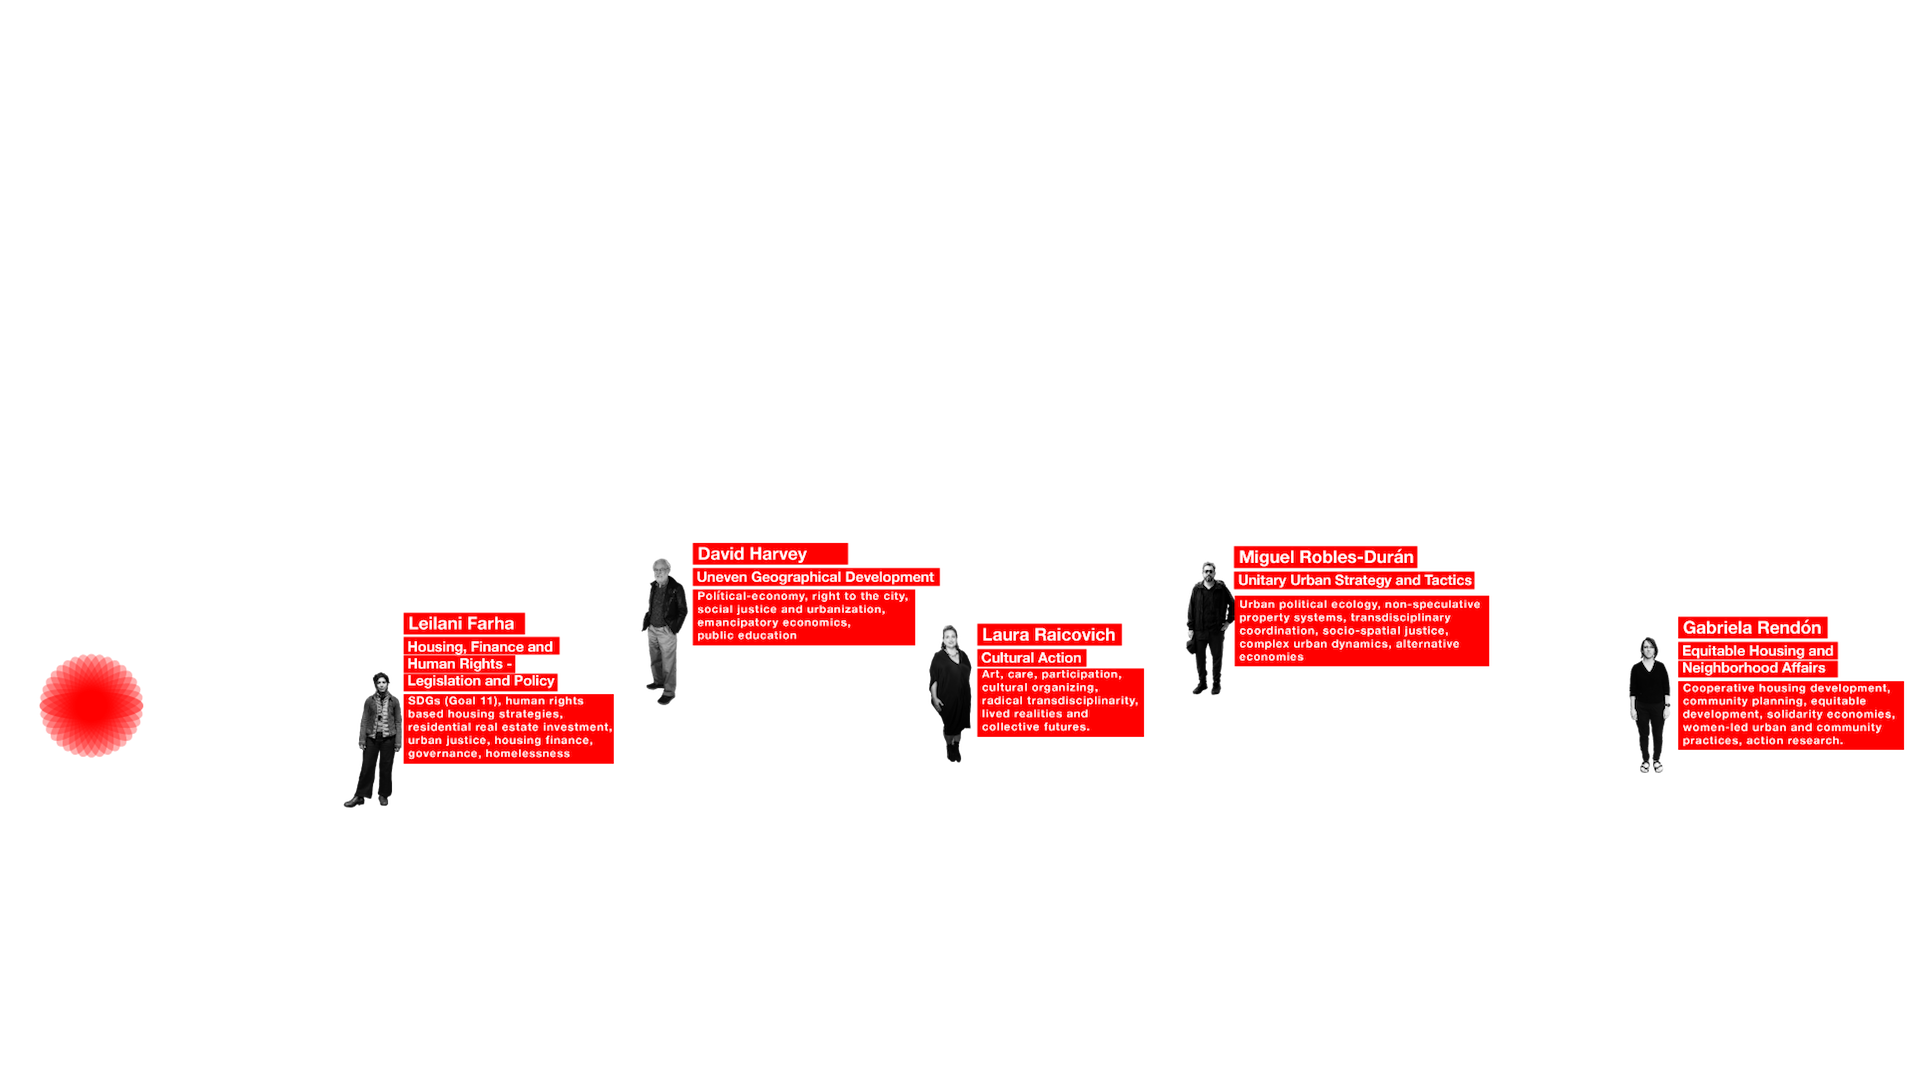 Leilani Farha
Housing, Finance and
Human Rights -
Legislation and Policy
SDGs (Goal 11), human rights
based housing strategies,
residential real estate investment,
urban justice, housing finance,
governance, homelessness
David Harvey
Uneven Geographical Development
Political-economy, right to the city,
social justice and urbanization,
emancipatory economics,
public education
Laura Raicovich
Cultural Action
Art, care, participation,
cultural organizing,
radical transdisciplinarity,
lived realities and
collective futures.
Miguel Robles-Durán
Unitary Urban Strategy and Tactics
Urban political ecology, non-speculative
property systems, transdisciplinary
coordination, socio-spatial justice,
complex urban dynamics, alternative
economies
Gabriela Rendón
Equitable Housing and
Neighborhood Affairs
Cooperative housing development,
community planning, equitable
development, solidarity economies,
women-led urban and community
practices, action research.